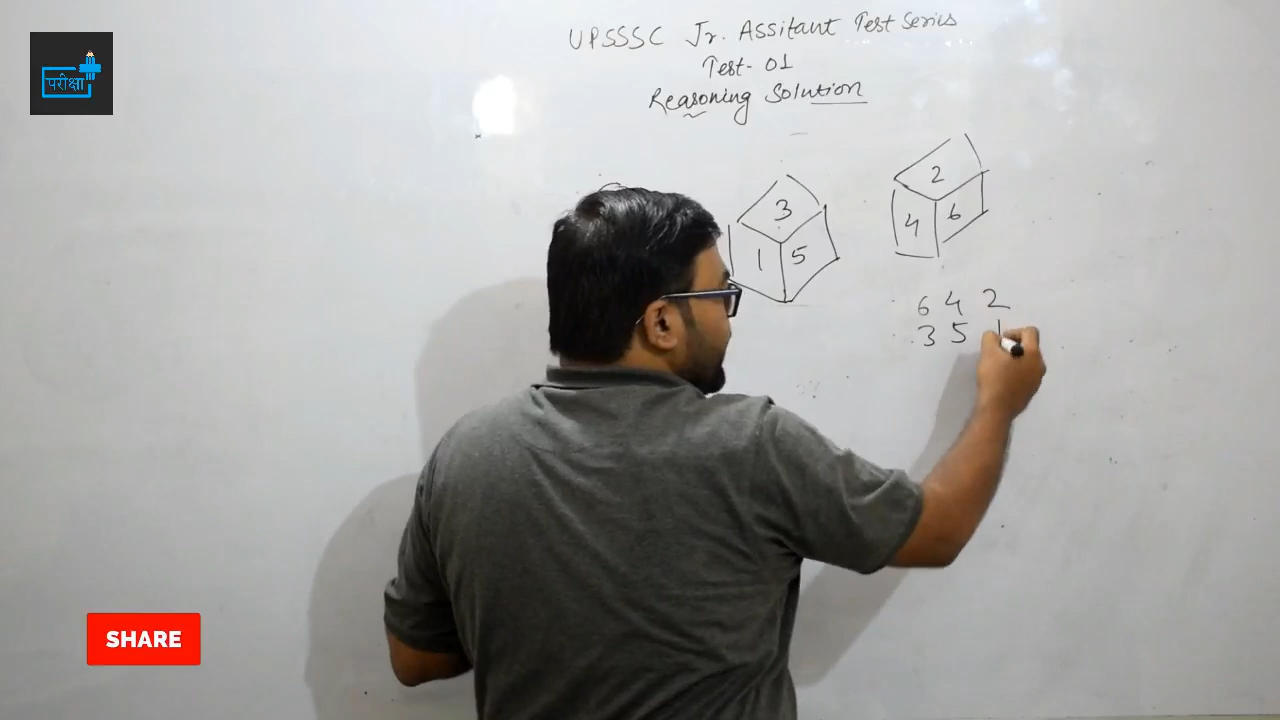 UPSSSC Jr. Assitant Test Series
Test- 01
Reasoning Solution
परीक्षा
3
1 5
2
4 6
6 4 2
3 5 1
SHARE